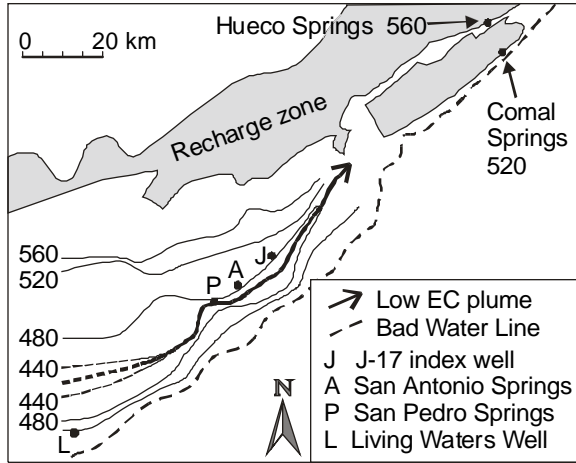 Hueco Springs 560
0 20 km
Recharge zone
Comal
Springs
520
560
520
J
A
P
480
440
440
480
L
N
Low EC plume
Bad Water Line
J J-17 index well
A San Antonio Springs
P San Pedro Springs
L Living Waters Well